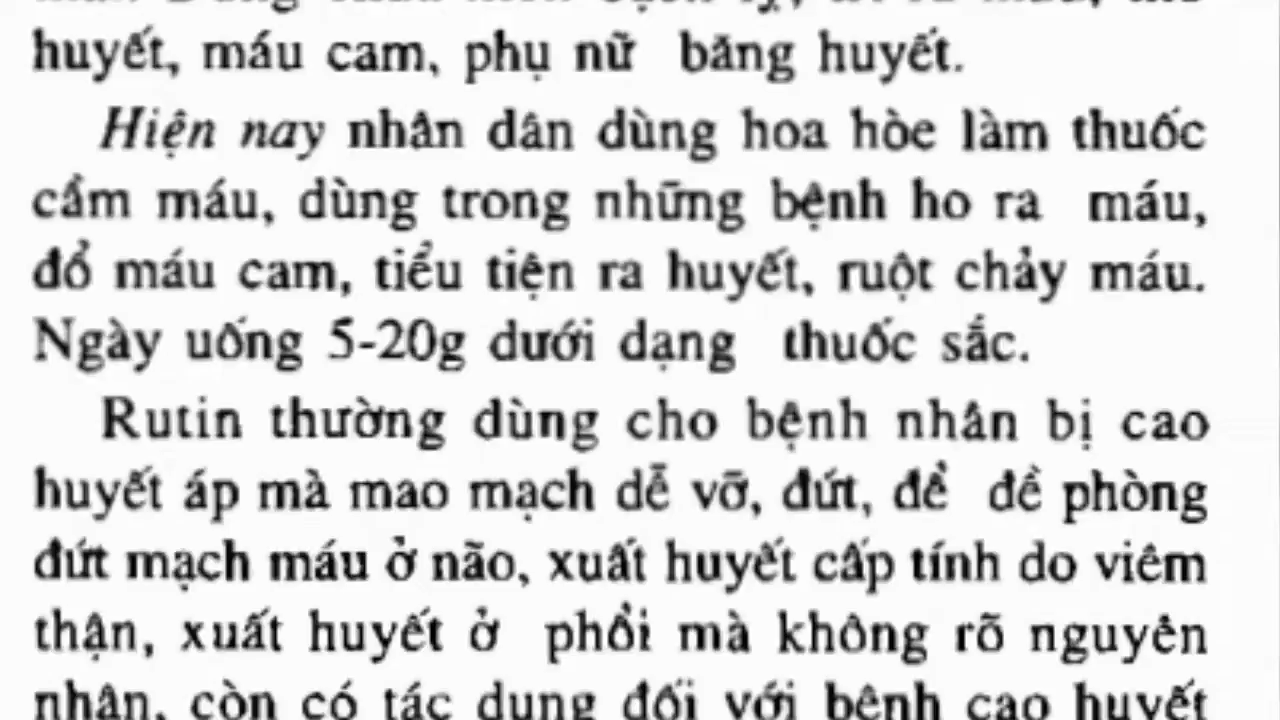 huyết, máu cam, phụ nữ băng huyết.
Hiện nay nhân dân dùng hoa hòe làm thuốc
cầm máu, dùng trong những bệnh ho ra máu,
đổ máu cam, tiểu tiện ra huyết, ruột chảy máu.
Ngày uống 5-20g dưới dạng thuốc sắc.
Rutin thường dùng cho bệnh nhân bị cao
huyết áp mà mao mạch dễ vỡ, đứt, để đề phòng
đứt mạch máu ở não, xuất huyết cấp tính do viêm
thận, xuất huyết ở phổi mà không rõ nguyên
nhân, còn có tác dụng đối với bệnh cao huyết